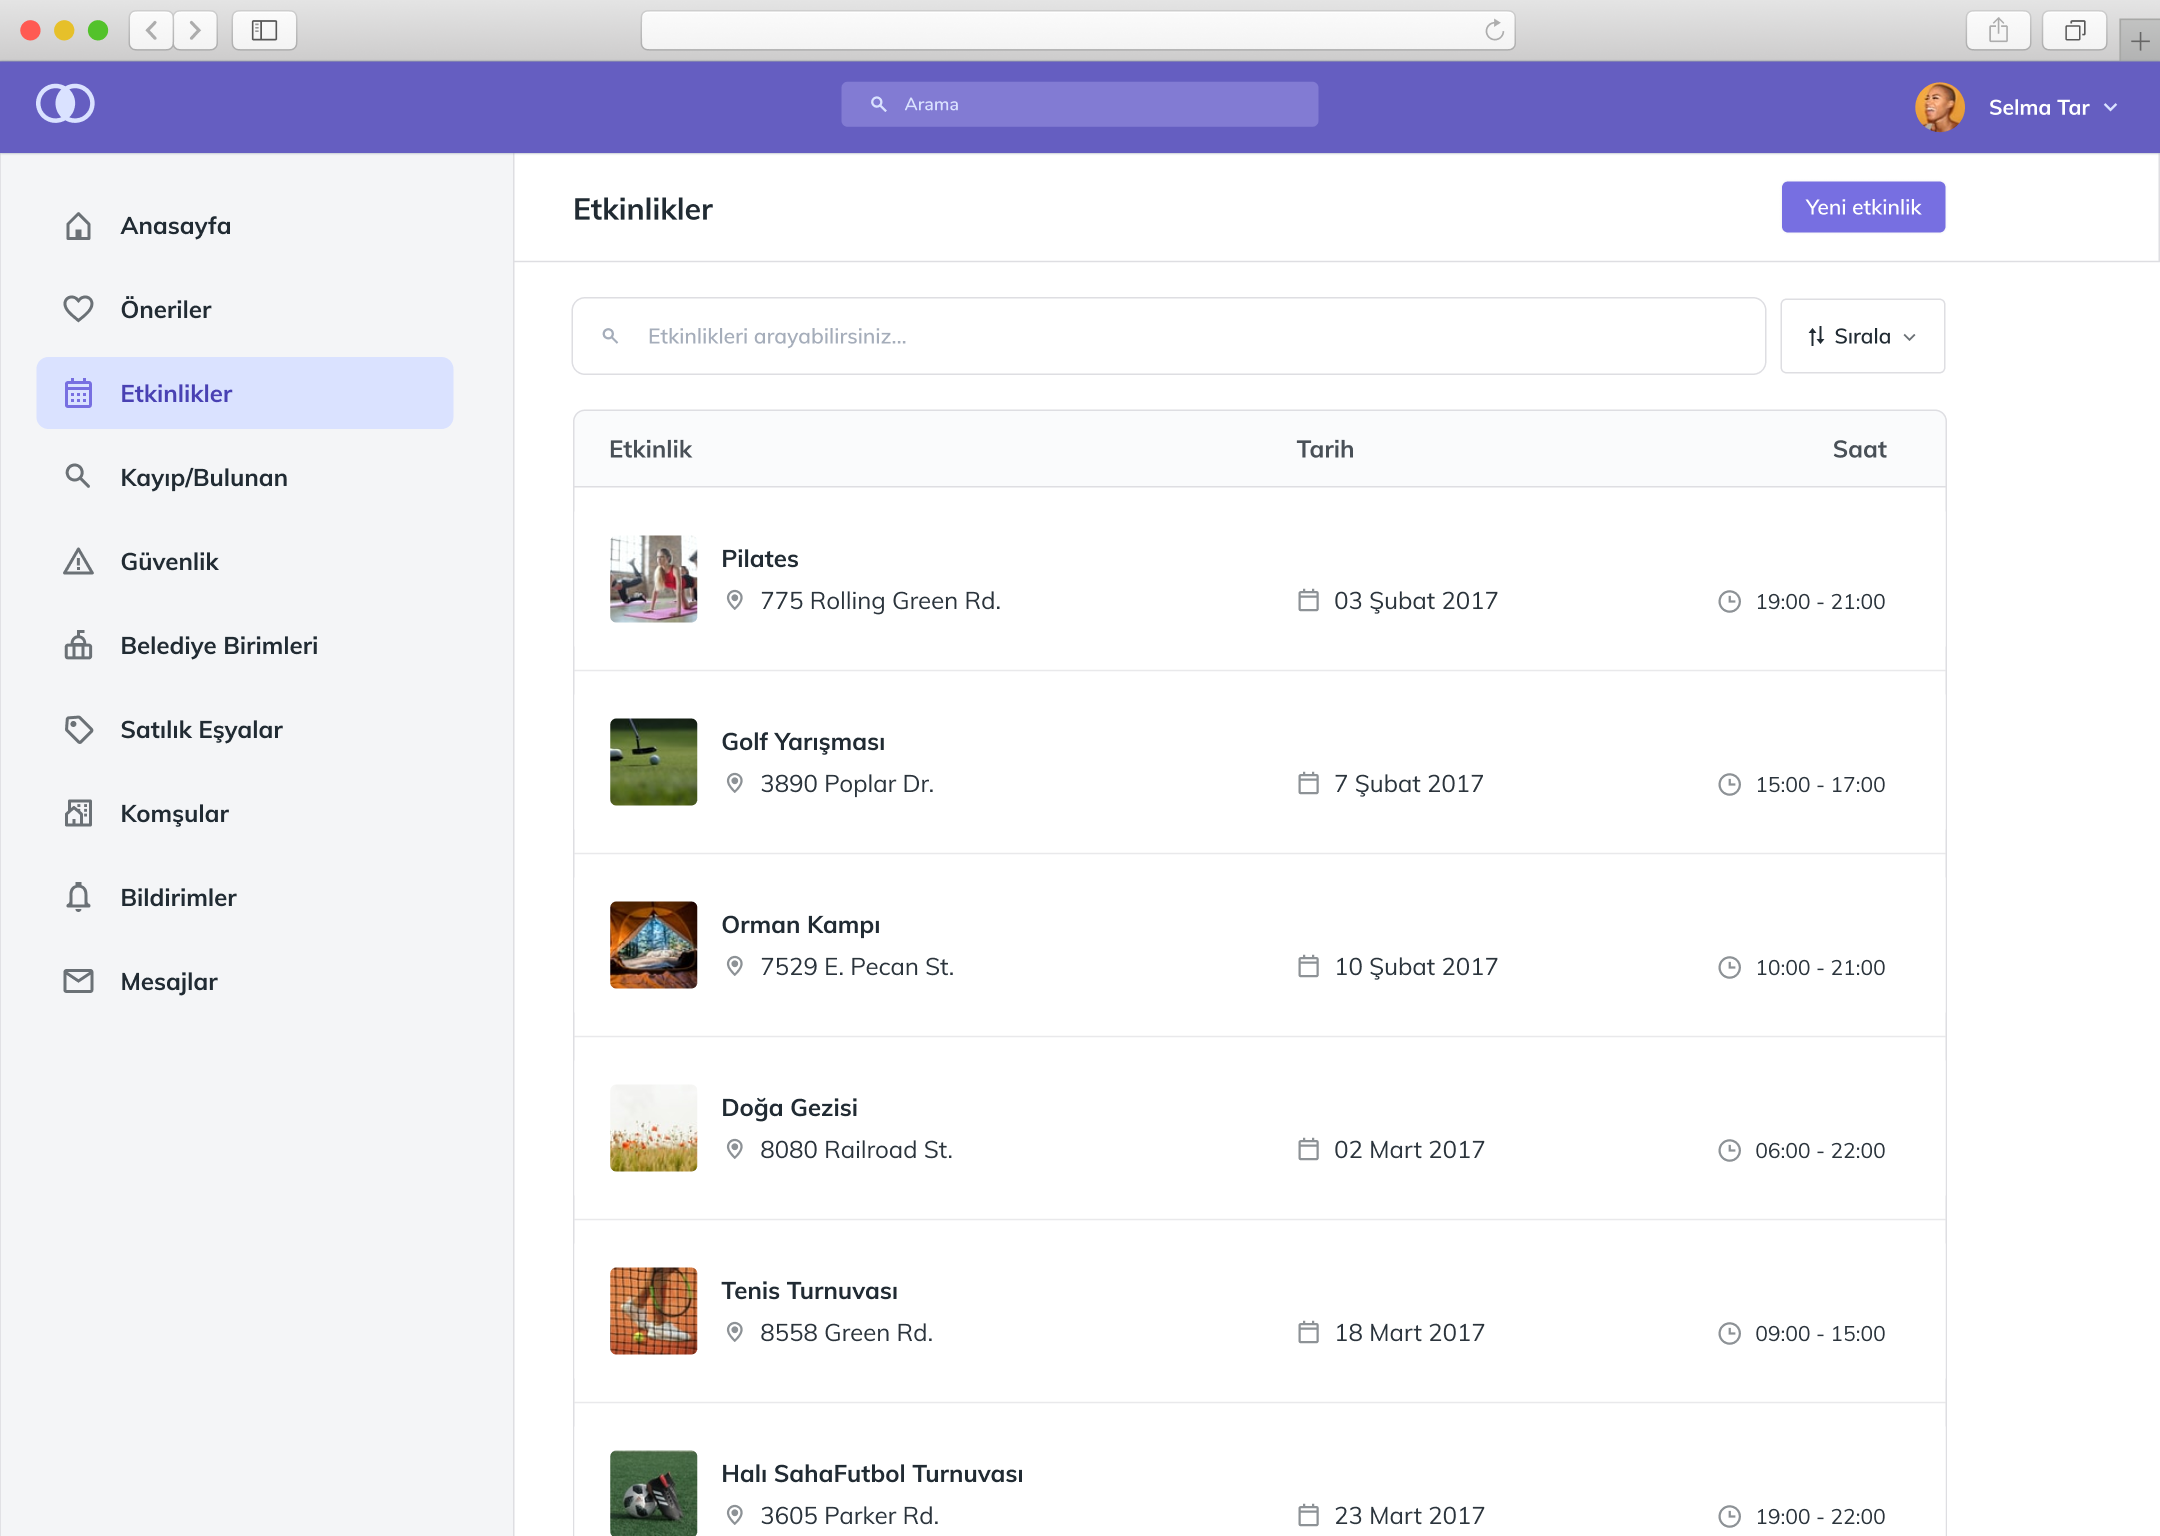 Arama
Selma Tar
Anasayfa
Öneriler
Etkinlikler
Kayıp/Bulunan
Güvenlik
Belediye Birimleri
Satılık Eşyalar
Komşular
Bildirimler
Mesajlar
Etkinlikler
Yeni etkinlik
Etkinlikleri arayabilirsiniz...
Sırala
Etkinlik Tarih Saat
Pilates
775 Rolling Green Rd. 03 Şubat 2017 19:00 - 21:00
Golf Yarışması
3890 Poplar Dr. 7 Şubat 2017 15:00 - 17:00
Orman Kampı
7529 E. Pecan St. 10 Şubat 2017 10:00 - 21:00
Doğa Gezisi
8080 Railroad St. 02 Mart 2017 06:00 - 22:00
Tenis Turnuvası
8558 Green Rd. 18 Mart 2017 09:00 - 15:00
Halı SahaFutbol Turnuvası
3605 Parker Rd. 23 Mart 2017 19:00 - 22:00